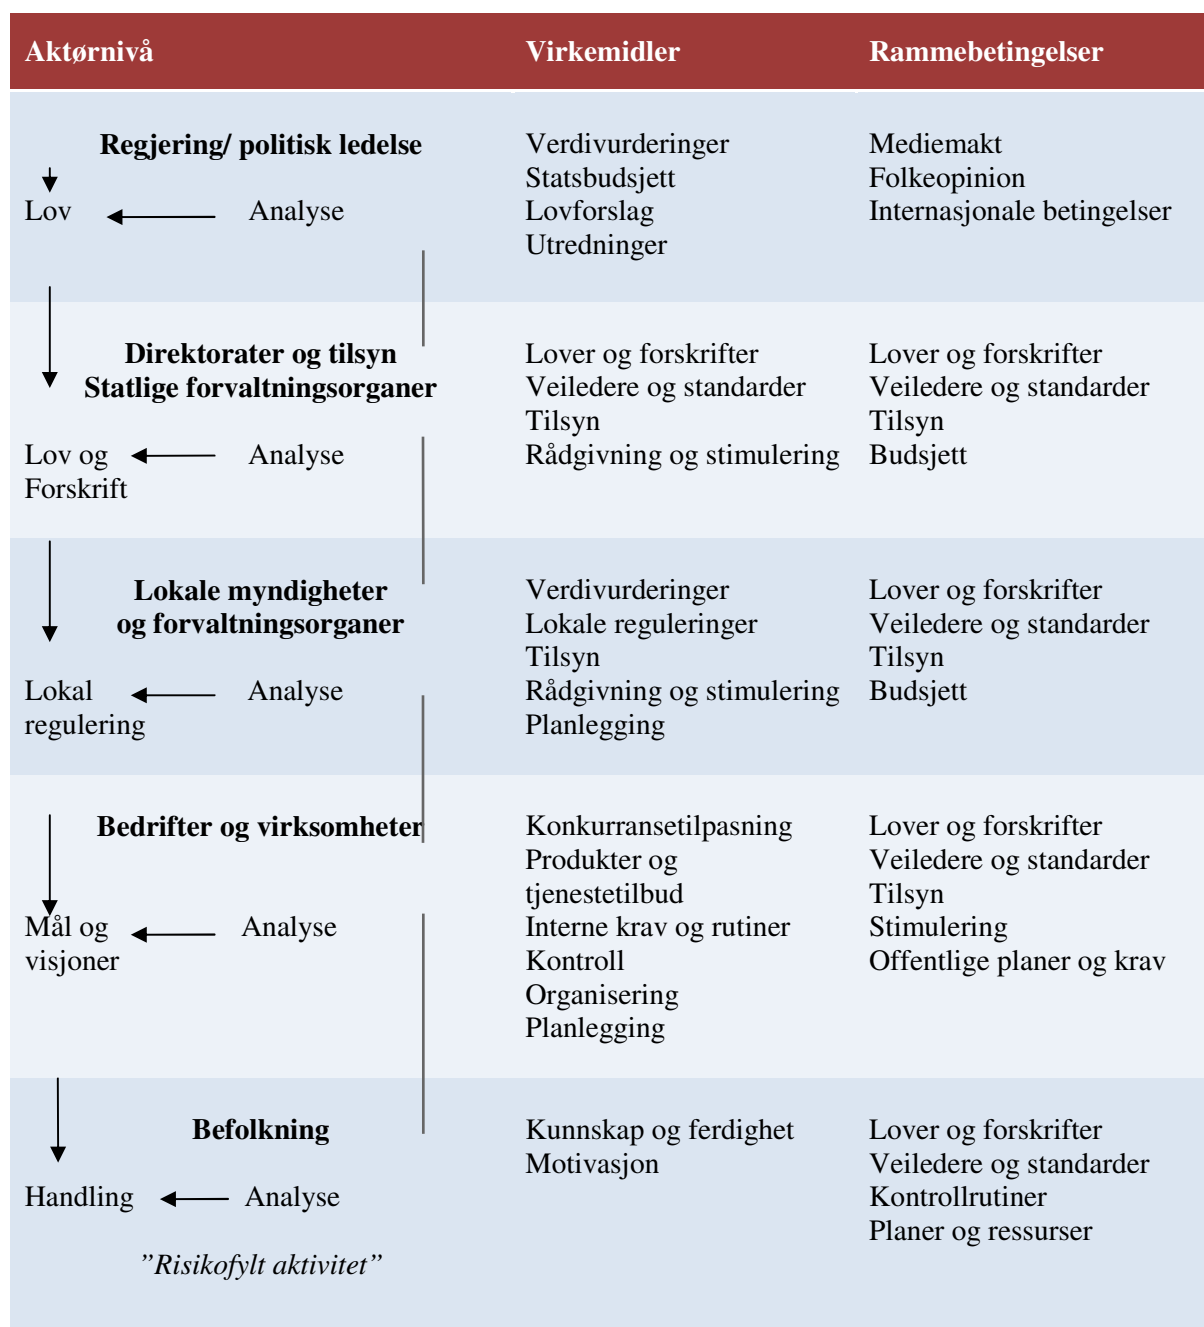 Aktørnivå Virkemidler Rammebetingelser
Regjering/ politisk ledelse Verdivurderinger Mediemakt
Statsbudsjett Folkeopinion
Lov Analyse Lovforslag Internasjonale betingelser
Utredninger
Direktorater og tilsyn Lover og forskrifter Lover og forskrifter
Statlige forvaltningsorganer Veiledere og standarder Veiledere og standarder
Tilsyn Tilsyn
Lov og Analyse Rådgivning og stimulering Budsjett
Forskrift
Lokale myndigheter Verdivurderinger Lover og forskrifter
og forvaltningsorganer Lokale reguleringer Veiledere og standarder
Tilsyn Tilsyn
Lokal Analyse Rådgivning og stimulering Budsjett
regulering Planlegging
Bedrifter og virksomheter Konkurransetilpasning Lover og forskrifter
Produkter og Veiledere og standarder
tjenestetilbud Tilsyn
Mål og Analyse Interne krav og rutiner Stimulering
visjoner Kontroll Offentlige planer og krav
Organisering
Planlegging
Befolkning Kunnskap og ferdighet Lover og forskrifter
Motivasjon Veiledere og standarder
Handling Analyse Kontrollrutiner
Planer og ressurser
”Risikofylt aktivitet”